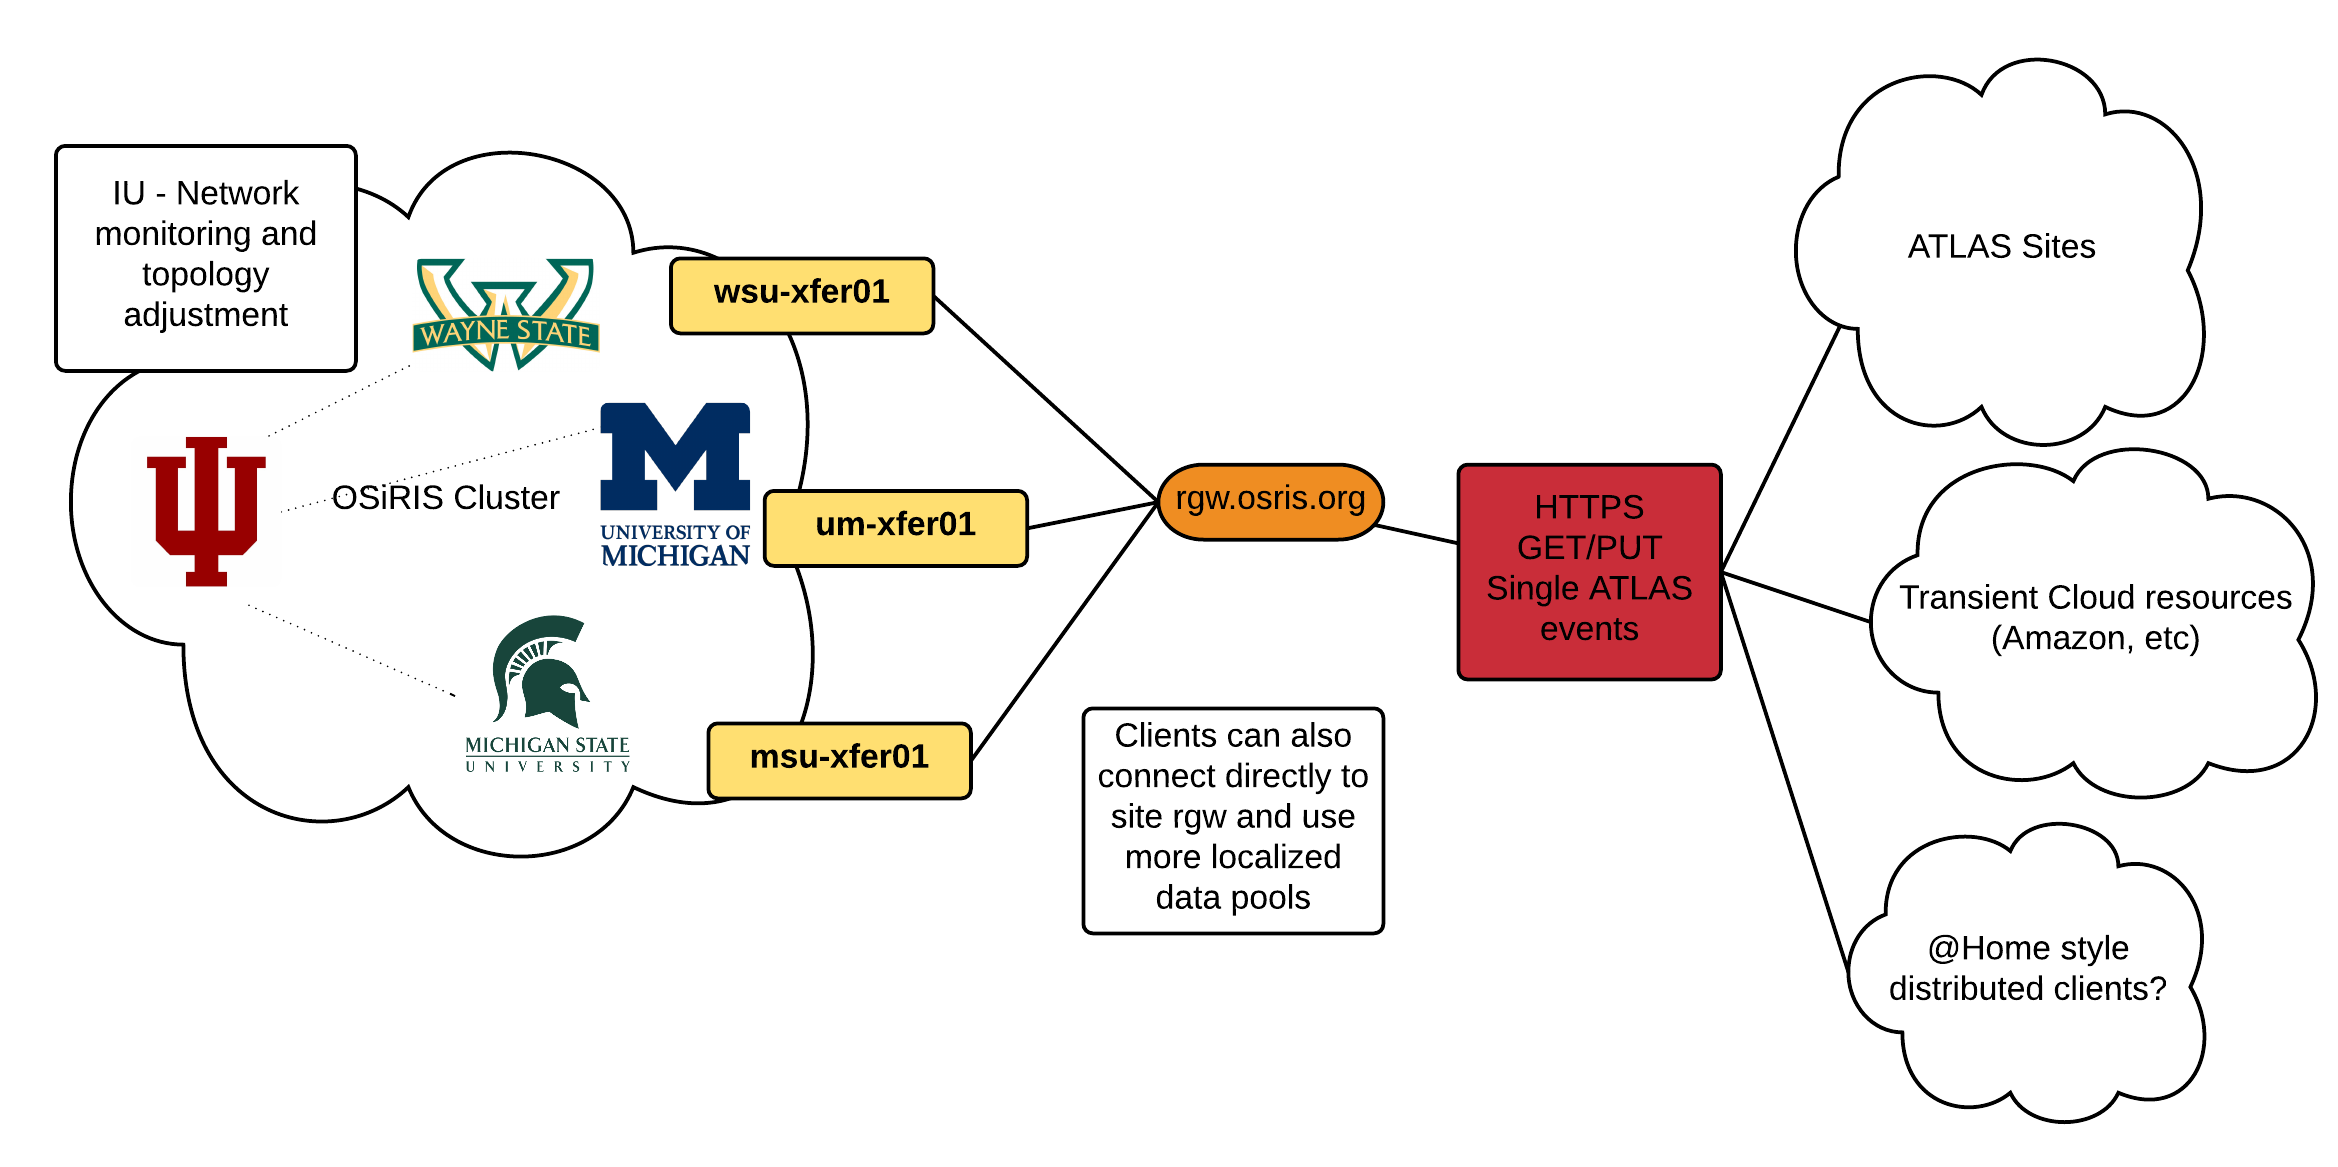 IU - Network
monitoring and
topology
adjustment
WAYNE STATE
OSiRIS Cluster
UNIVERSITY OF
MICHIGAN
MICHIGAN STATE
UNIVERSITY
wsu-xfer01
um-xfer01
msu-xfer01
rgw.osris.org
Clients can also
connect directly to
site rgw and use
more localized
data pools
HTTPS
GET/PUT
Single ATLAS
events
ATLAS Sites
Transient Cloud resources
(Amazon, etc)
@Home style
distributed clients?